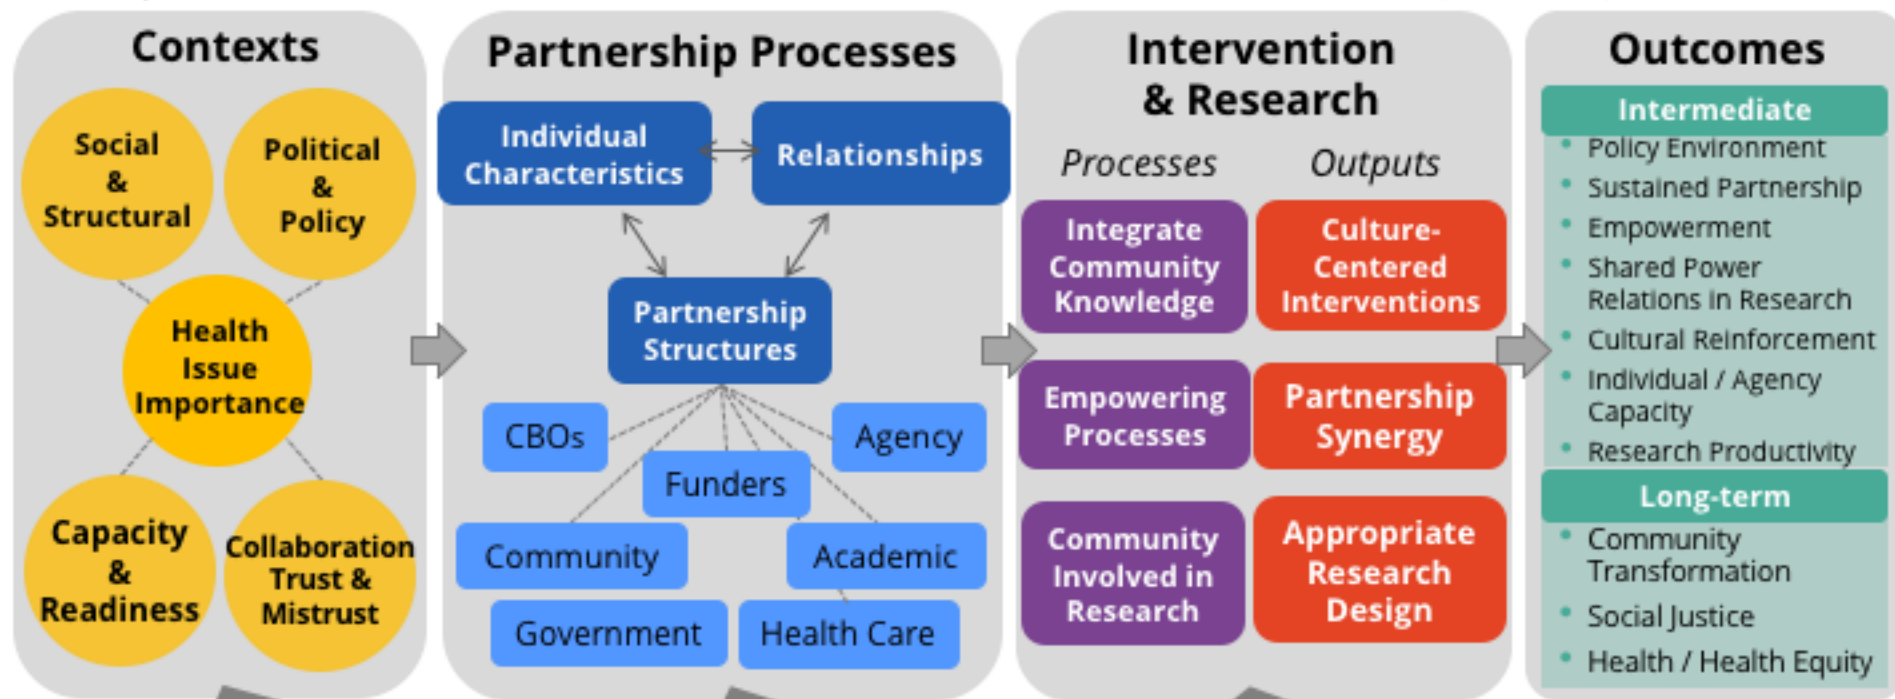 Contexts
Social
&
Structural
Political
&
Policy
Health
Issue
Importance
Capacity
&
Readiness
Collaboration
Trust &
Mistrust
Partnership Processes
Individual
Characteristics
Relationships
Partnership
Structures
CBOs
Agency
Funders
Community
Academic
Government
Health Care
Intervention
& Research
Processes
Outputs
Integrate
Community
Knowledge
Culture-
Centered
Interventions
Empowering
Processes
Partnership
Synergy
Community
Involved in
Research
Appropriate
Research
Design
Outcomes
Intermediate
• Policy Environment
• Sustained Partnership
• Empowerment
• Shared Power
Relations in Research
• Cultural Reinforcement
• Individual / Agency
Capacity
• Research Productivity
Long-term
• Community
Transformation
• Social Justice
• Health / Health Equity